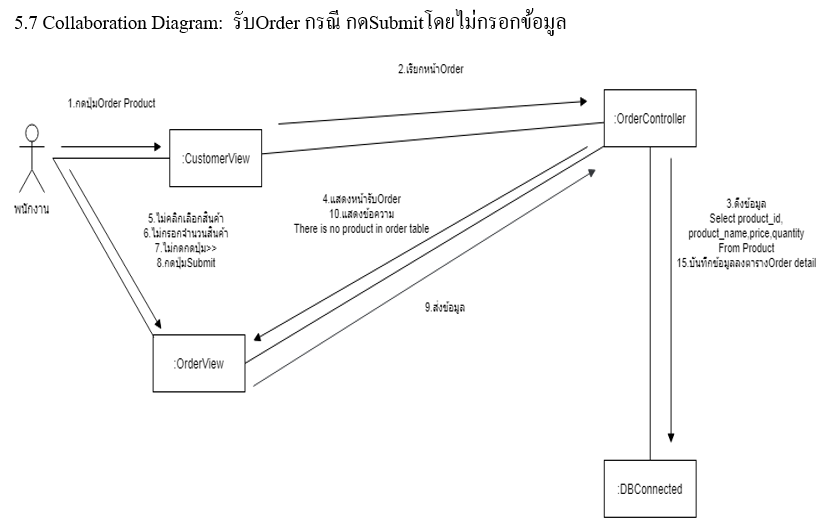 5.7 Collaboration Diagram: รับOrder กรณี กดSubmitโดยไม่กรอกข้อมูล
2.เรียกหน้าOrder
1.กดปุ่มOrder Product
:OrderController
:CustomerView
พนักงาน
4.แสดงหน้ารับOrder
10.แสดงข้อความ
There is no product in order table
5.ไม่คลิกเลือกสินค้า
6.ไม่กรอกจำนวนสินค้า
7.ไม่กดกดปุ่ม>>
8.กดปุ่มSubmit
3.ดึงข้อมูล
Select product_id,
product_name,price,quantity
From Product
15.บันทึกข้อมูลลงตารางOrder detail
9.ส่งข้อมูล
:OrderView
:DBConnected